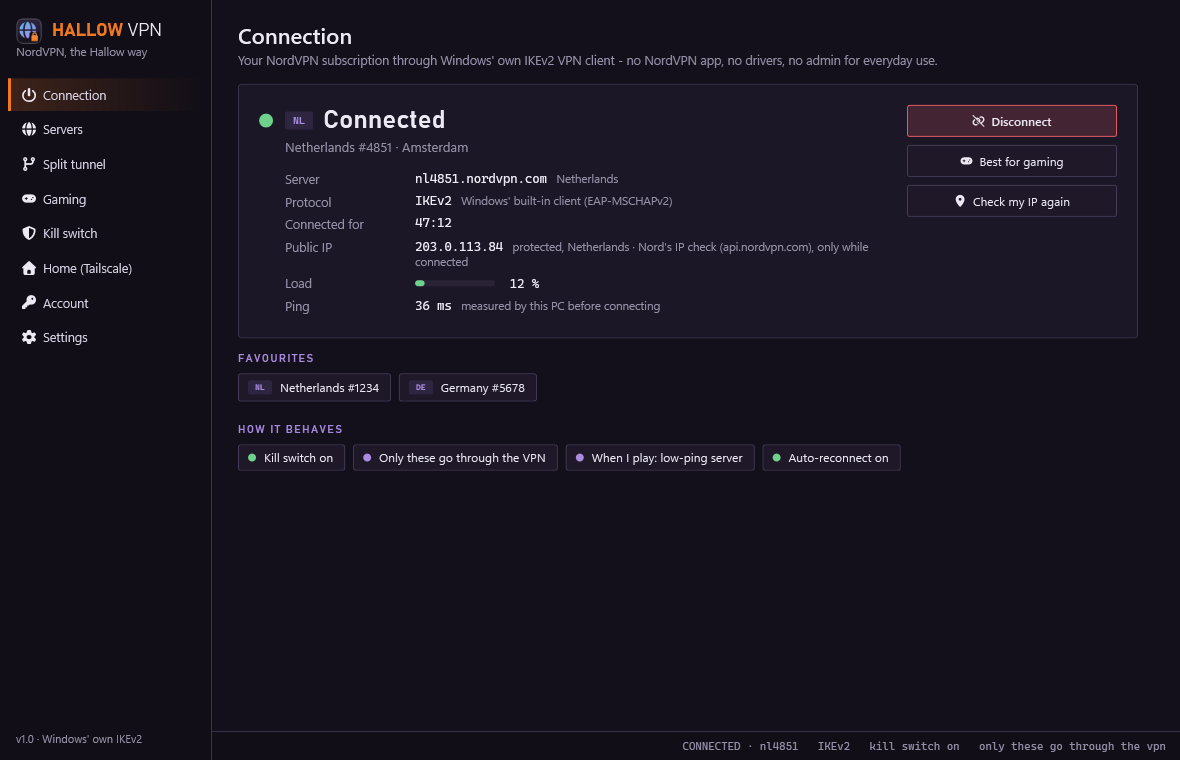 HALLOW VPN
NordVPN, the Hallow way
Connection
Servers
Split tunnel
Gaming
Kill switch
Home (Tailscale)
Account
Settings
v1.0 · Windows' own IKEv2
Connection
Your NordVPN subscription through Windows' own IKEv2 VPN client - no NordVPN app, no drivers, no admin for everyday use.
NL Connected
Netherlands #4851 · Amsterdam
Server nl4851.nordvpn.com Netherlands
Protocol IKEv2 Windows' built-in client (EAP-MSCHAPv2)
Connected for 47:12
Public IP 203.0.113.84 protected, Netherlands · Nord's IP check (api.nordvpn.com), only while
connected
Load 12 %
Ping 36 ms measured by this PC before connecting
Disconnect
Best for gaming
Check my IP again
FAVOURITES
NL Netherlands #1234 DE Germany #5678
HOW IT BEHAVES
Kill switch on Only these go through the VPN When I play: low-ping server Auto-reconnect on
CONNECTED · nl4851 IKEv2 kill switch on only these go through the vpn